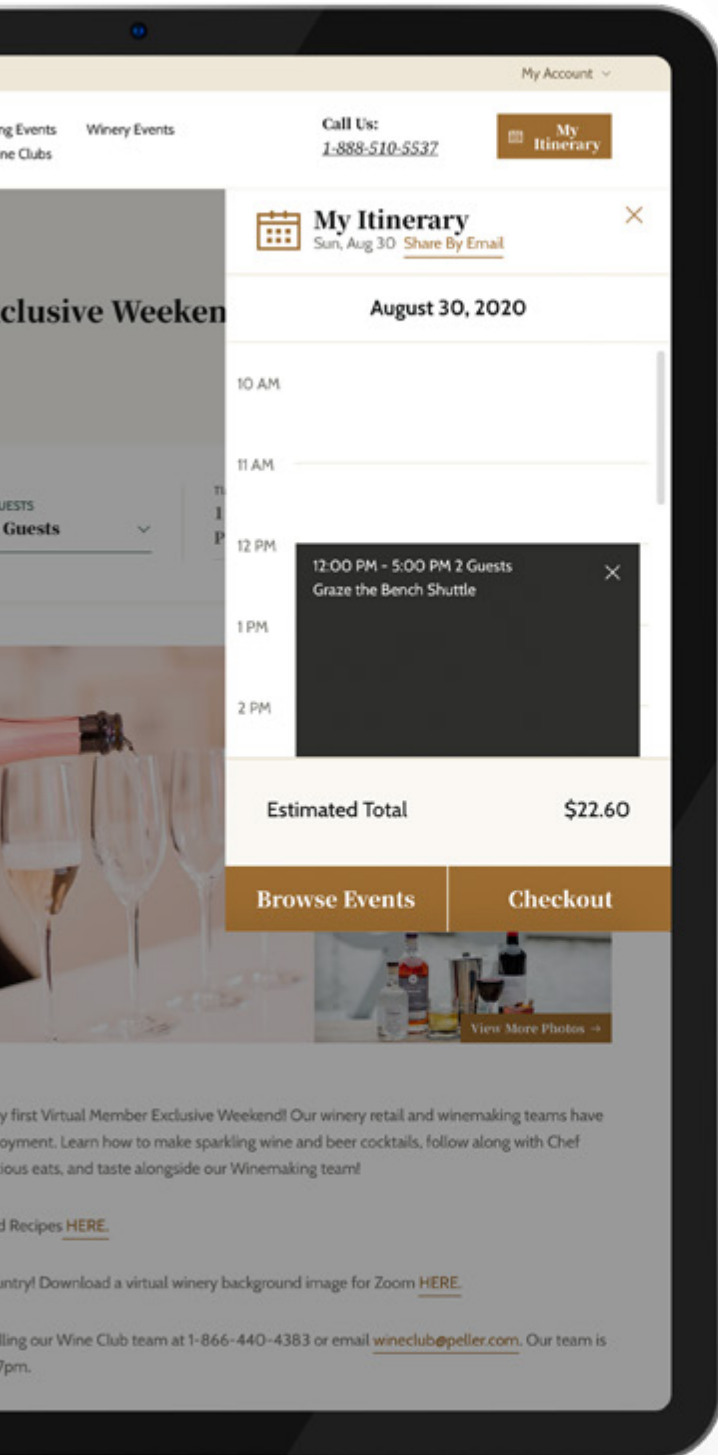 My Account
ng Events Winery Events
ne Clubs
Call Us:
1-888-510-5537
My
Itinerary
My Itinerary
Sun, Aug 30 Share By Email
August 30, 2020
clusive Weeken
10 AM
11 AM
UESTS
Guests
1
P
12 PM
12:00 PM - 5:00 PM 2 Guests
Graze the Bench Shuttle
1 PM
2 PM
Estimated Total $22.60
Browse Events Checkout
View More Photos →
y first Virtual Member Exclusive Weekend! Our winery retail and winemaking teams have
oyment. Learn how to make sparkling wine and beer cocktails, follow along with Chef
ious eats, and taste alongside our Winemaking team!
d Recipes HERE.
untry! Download a virtual winery background image for Zoom HERE.
lling our Wine Club team at 1-866-440-4383 or email wineclub@peller.com. Our team is
7pm.